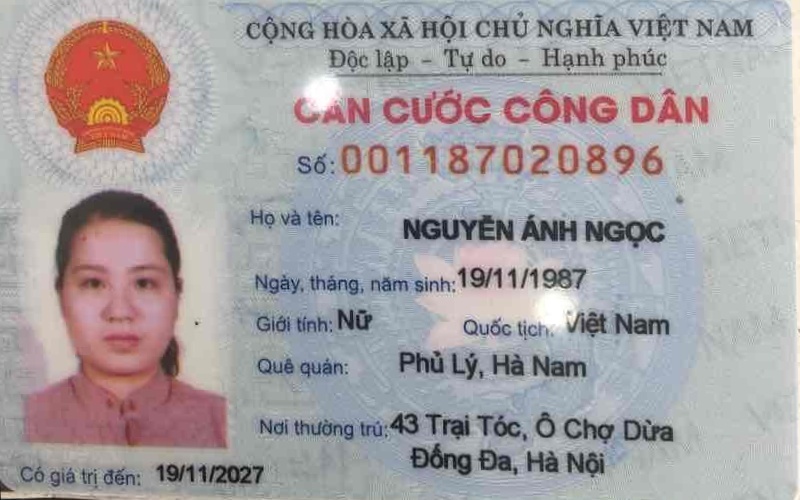 CỘNG HÒA XÃ HỘI CHỦ NGHĨA VIỆT NAM
Độc lập - Tự do - Hạnh phúc
CĂN CƯỚC CÔNG DÂN
Số: 001187020896
Họ và tên: NGUYỄN ÁNH NGỌC
Ngày, tháng, năm sinh: 19/11/1987
Giới tính: Nữ Quốc tịch: Việt Nam
Quê quán: Phủ Lý, Hà Nam
Nơi thường trú: 43 Trại Tóc, Ô Chợ Dừa
Đống Đa, Hà Nội
Có giá trị đến: 19/11/2027